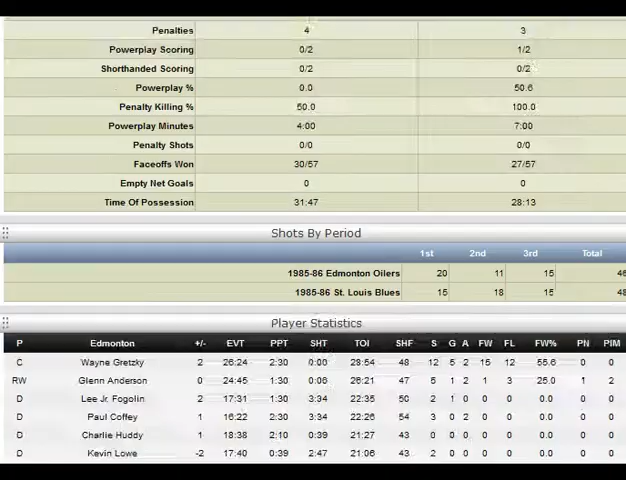 Penalties 4 3
Powerplay Scoring 0/2 1/2
Shorthanded Scoring 0/2 0/2
Powerplay % 0.0 50.6
Penalty Killing % 50.0 100.0
Powerplay Minutes 4:00 7:00
Penalty Shots 0/0 0/0
Faceoffs Won 30/57 27/57
Empty Net Goals 0 0
Time Of Possession 31:47 28:13
Shots By Period
1st 2nd 3rd Total
1985-86 Edmonton Oilers 20 11 15 46
1985-86 St. Louis Blues 15 18 15 48
Player Statistics
P Edmonton +/- EVT PPT SHT TOI SHF S G A FW FL FW% PN PIM
C Wayne Gretzky 2 26:24 2:30 0:00 28:54 48 12 5 2 15 12 55.6 0 0
RW Glenn Anderson 0 24:45 1:30 0:06 26:21 47 5 1 2 1 3 25.0 1 2
D Lee Jr. Fogolin 2 17:31 1:30 3:34 22:35 50 2 1 0 0 0 0.0 0 0
D Paul Coffey 1 16:22 2:30 3:34 22:26 54 3 0 2 0 0 0.0 0 0
D Charlie Huddy 1 18:38 2:10 0:39 21:27 43 0 0 0 0 0 0.0 0 0
D Kevin Lowe -2 17:40 0:39 2:47 21:06 43 2 0 0 0 0 0.0 0 0